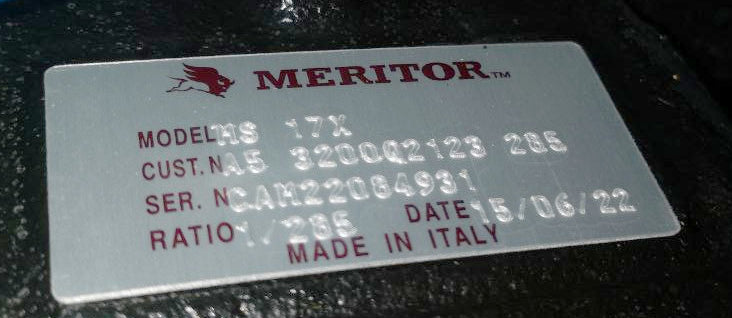 MERITOR™
MODEL MS 17X
CUST. N A5 3200Q2123 285
SER. N CAM22084931
RATIO 1/285 DATE 15/06/22
MADE IN ITALY